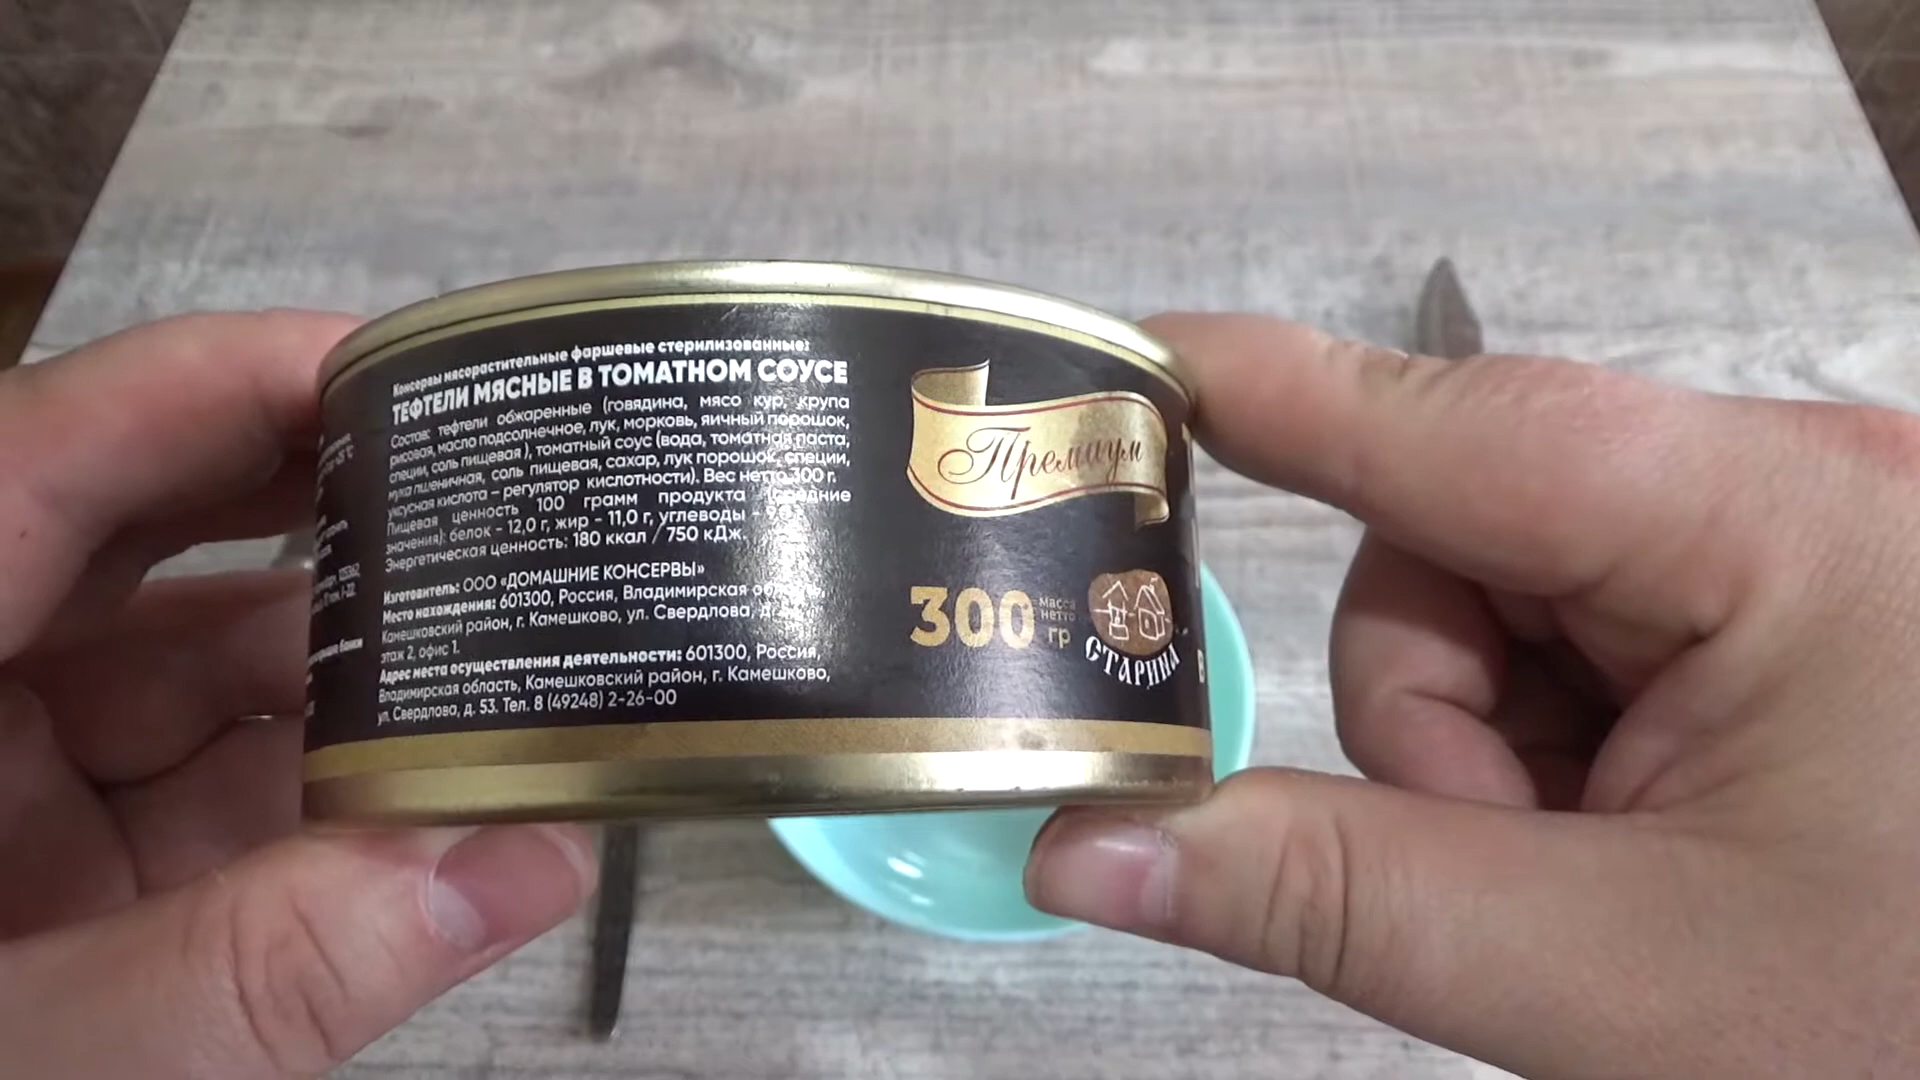 Консервы мясорастительные фаршевые стерилизованные:
ТЕФТЕЛИ МЯСНЫЕ В ТОМАТНОМ СОУСЕ
Состав: тефтели обжаренные (говядина, мясо кур, крупа
рисовая, масло подсолнечное, лук, морковь, яичный порошок,
специи, соль пищевая), томатный соус (вода, томатная паста,
мука пшеничная, соль пищевая, сахар, лук порошок, специи,
уксусная кислота – регулятор кислотности). Вес нетто 300 г.
Пищевая ценность 100 грамм продукта (средние
значения): белок - 12,0 г, жир - 11,0 г, углеводы -
Энергетическая ценность: 180 ккал / 750 кДж.
Изготовитель: ООО «ДОМАШНИЕ КОНСЕРВЫ»
Место нахождения: 601300, Россия, Владимирская
Камешковский район, г. Камешково, ул. Свердлова,
этаж 2, офис 1.
Адрес места осуществления деятельности: 601300, Россия,
Владимирская область, Камешковский район, г. Камешково,
ул. Свердлова, д. 53. Тел. 8 (49248) 2-26-00
Премиум
300 масса
нетто
гр
СТАРИНА